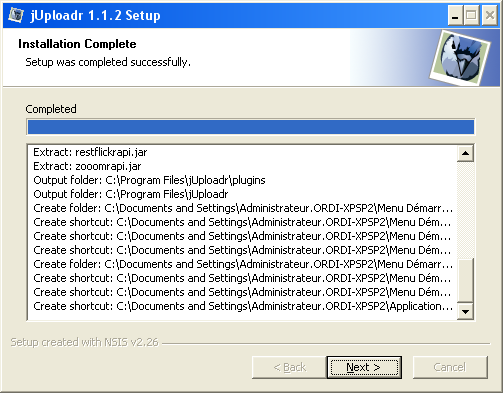 jUploadr 1.1.2 Setup
Installation Complete
Setup was completed successfully.
Completed
Extract: restflickrapi.jar
Extract: zooomrapi.jar
Output folder: C:\Program Files\jUploadr\plugins
Output folder: C:\Program Files\jUploadr
Create folder: C:\Documents and Settings\Administrateur.ORDI-XPSP2\Menu Démarr...
Create shortcut: C:\Documents and Settings\Administrateur.ORDI-XPSP2\Menu Dém...
Create shortcut: C:\Documents and Settings\Administrateur.ORDI-XPSP2\Menu Dém...
Create shortcut: C:\Documents and Settings\Administrateur.ORDI-XPSP2\Menu Dém...
Create folder: C:\Documents and Settings\Administrateur.ORDI-XPSP2\Menu Démarr...
Create shortcut: C:\Documents and Settings\Administrateur.ORDI-XPSP2\Menu Dém...
Create shortcut: C:\Documents and Settings\Administrateur.ORDI-XPSP2\Menu Dém...
Create shortcut: C:\Documents and Settings\Administrateur.ORDI-XPSP2\Application...
Setup created with NSIS v2.26
< Back
Next >
Cancel